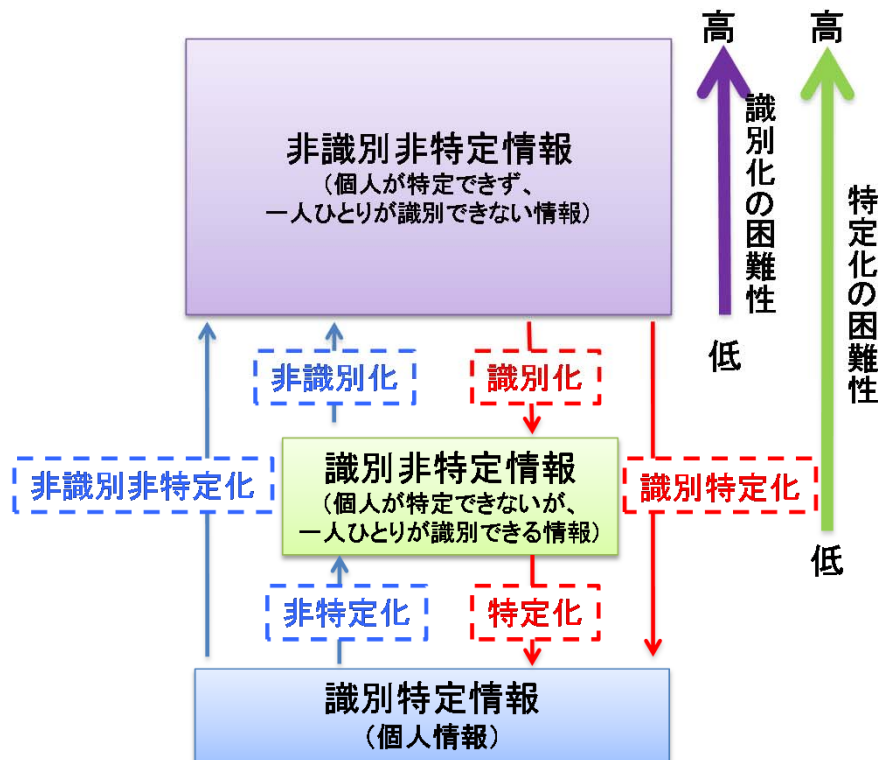 高
高
識別化の困難性
特定化の困難性
低
低
非識別非特定情報
（個人が特定できず、
一人ひとりが識別できない情報）
非識別化
識別化
非識別非特定化
識別非特定情報
（個人が特定できないが、
一人ひとりが識別できる情報）
識別特定化
非特定化
特定化
識別特定情報
（個人情報）